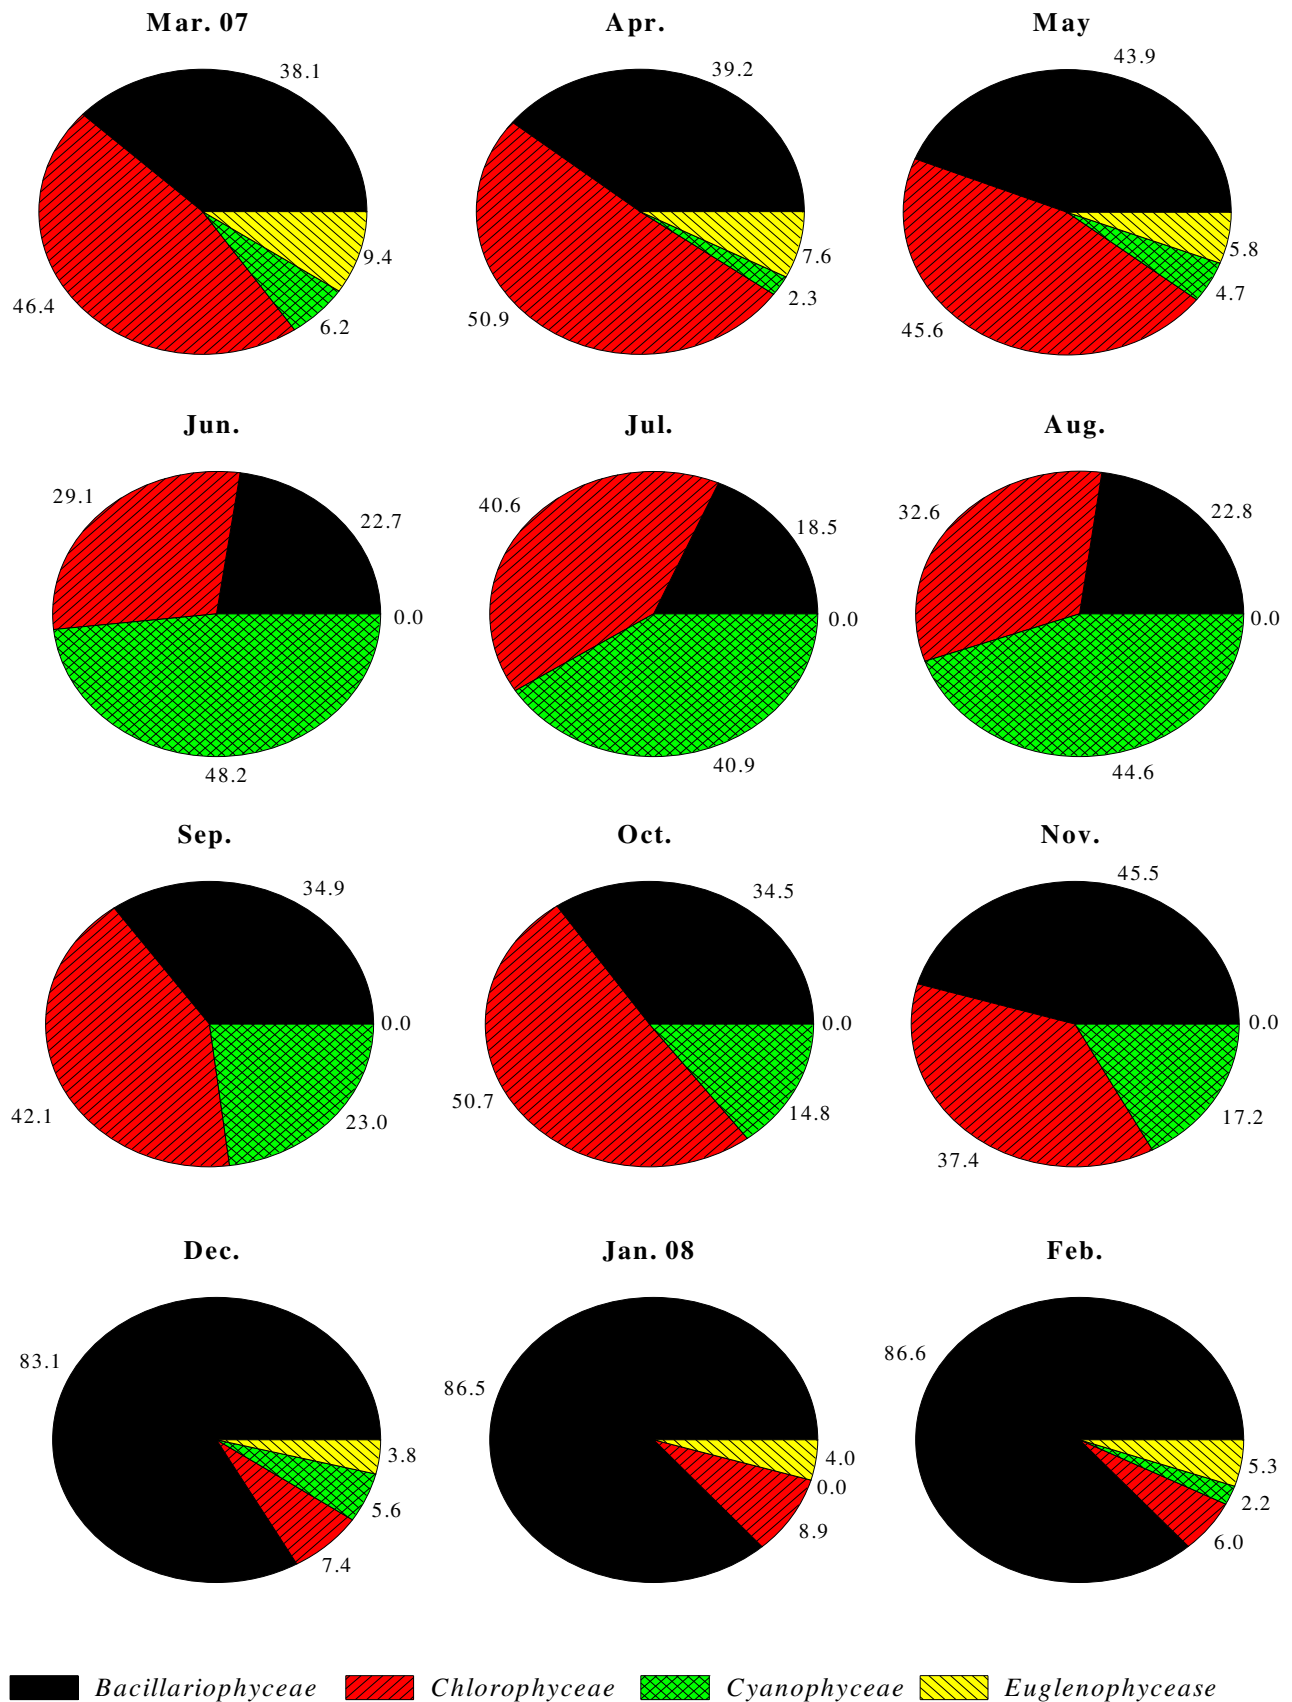 Mar. 07 Apr. May
38.1 39.2 43.9
9.4 7.6 5.8
46.4 6.2 50.9 2.3 45.6 4.7
Jun. Jul. Aug.
29.1 22.7 40.6 18.5 32.6 22.8
0.0 0.0 0.0
48.2 40.9 44.6
Sep. Oct. Nov.
34.9 34.5 45.5
0.0 0.0 0.0
42.1 23.0 50.7 14.8 37.4 17.2
Dec. Jan. 08 Feb.
83.1 86.5 86.6
3.8 4.0 5.3
5.6 0.0 2.2
7.4 8.9 6.0
Bacillariophyceae Chlorophyceae Cyanophyceae Euglenophycease